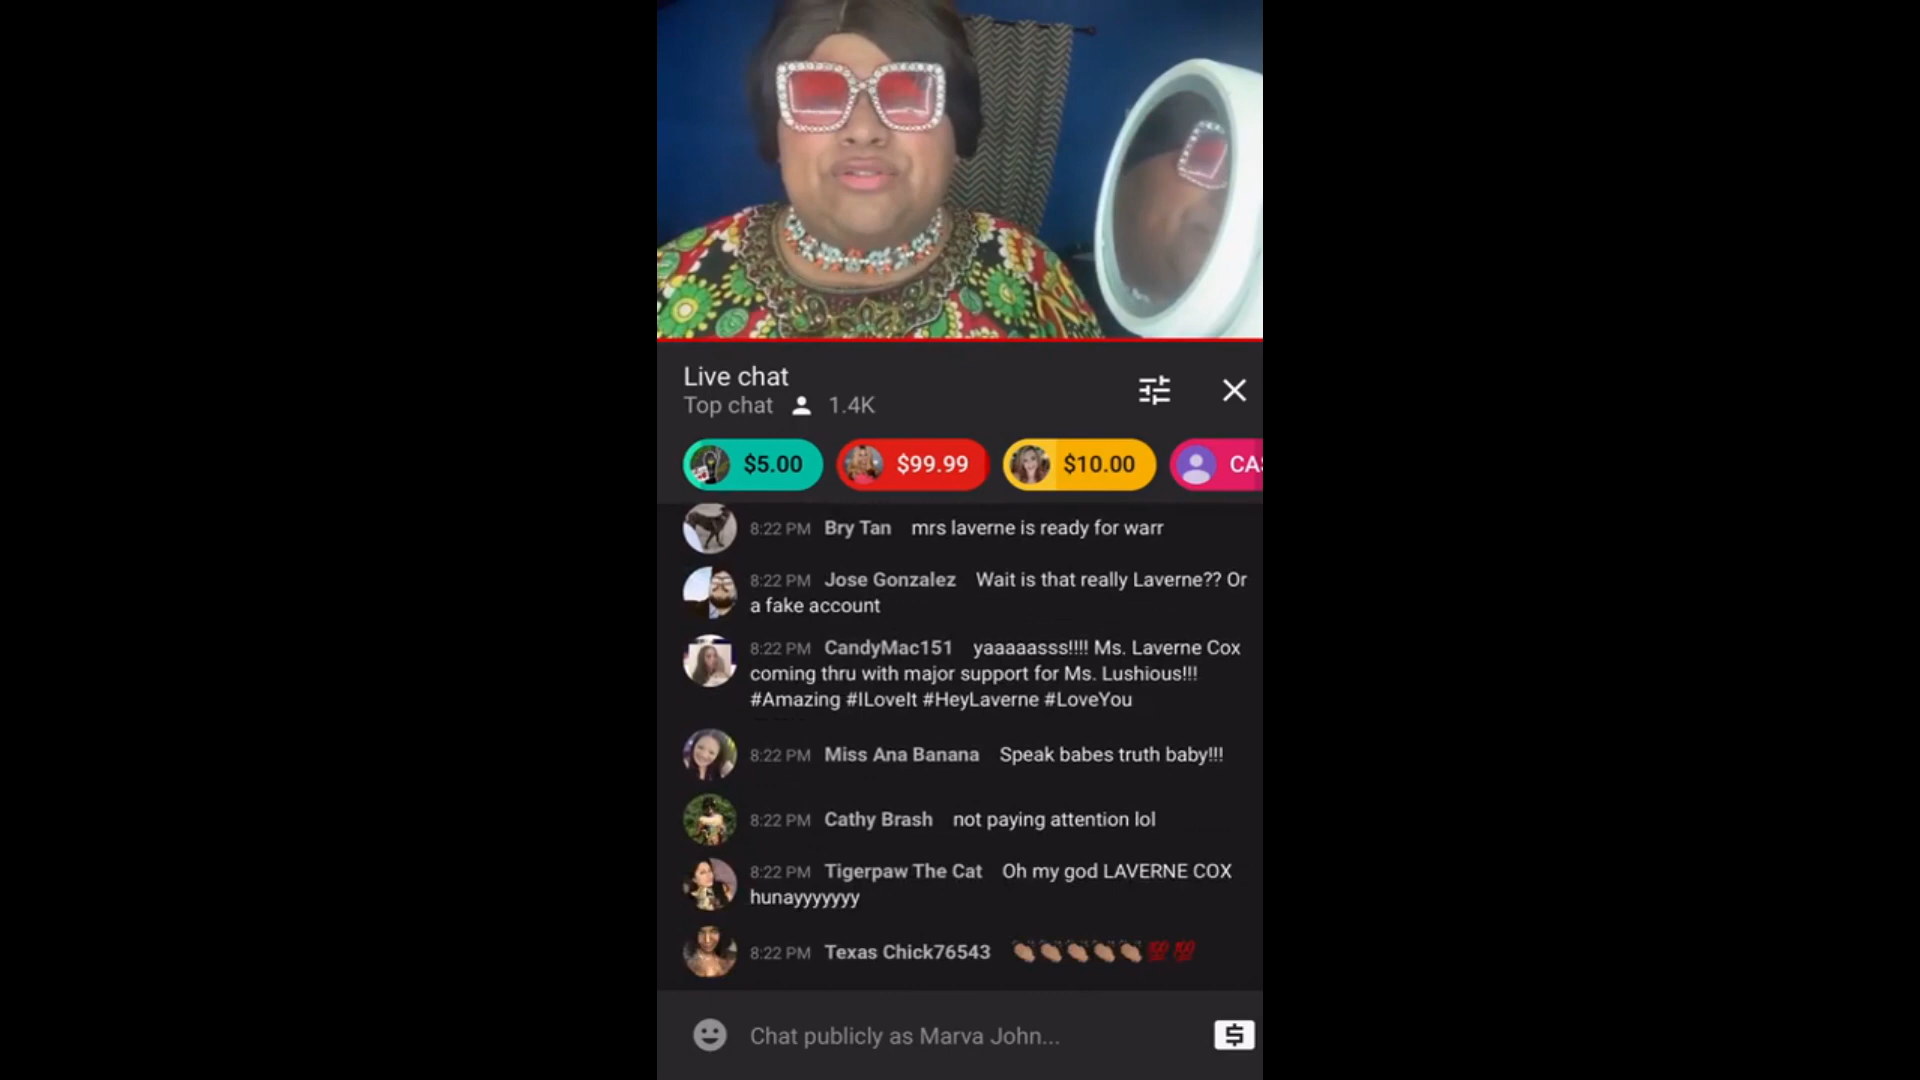 Live chat
Top chat 1.4K
$5.00 $99.99 $10.00 CA
8:22 PM Bry Tan mrs laverne is ready for warr
8:22 PM Jose Gonzalez Wait is that really Laverne?? Or
a fake account
8:22 PM CandyMac151 yaaaaasss!!!! Ms. Laverne Cox
coming thru with major support for Ms. Lushious!!!
#Amazing #ILoveIt #HeyLaverne #LoveYou
8:22 PM Miss Ana Banana Speak babes truth baby!!!
8:22 PM Cathy Brash not paying attention lol
8:22 PM Tigerpaw The Cat Oh my god LAVERNE COX
hunayyyyyyy
8:22 PM Texas Chick76543 👏🏽👏🏽👏🏽👏🏽👏🏽💯💯
Chat publicly as Marva John...